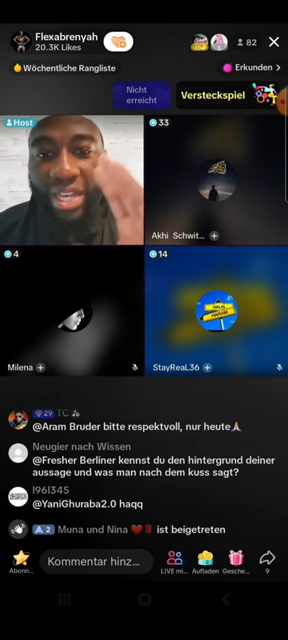 Flexabrenyah
20.3K Likes
82
Wöchentliche Rangliste
Erkunden >
Nicht
erreicht
Versteckspiel
Host
33
Akhi Schwit...
4
Milena
14
StayReaL36
HALAL
HARAM
29 TC
@Aram Bruder bitte respektvoll, nur heute🙏
Neugier nach Wissen
@Fresher Berliner kennst du den hintergrund deiner
aussage und was man nach dem kuss sagt?
l96l345
@YaniGhuraba2.0 haqq
2 Muna und Nina ❤️🌹 ist beigetreten
Kommentar hinz...
Abonn...
LIVE mi...
Aufladen
Gesche...
9